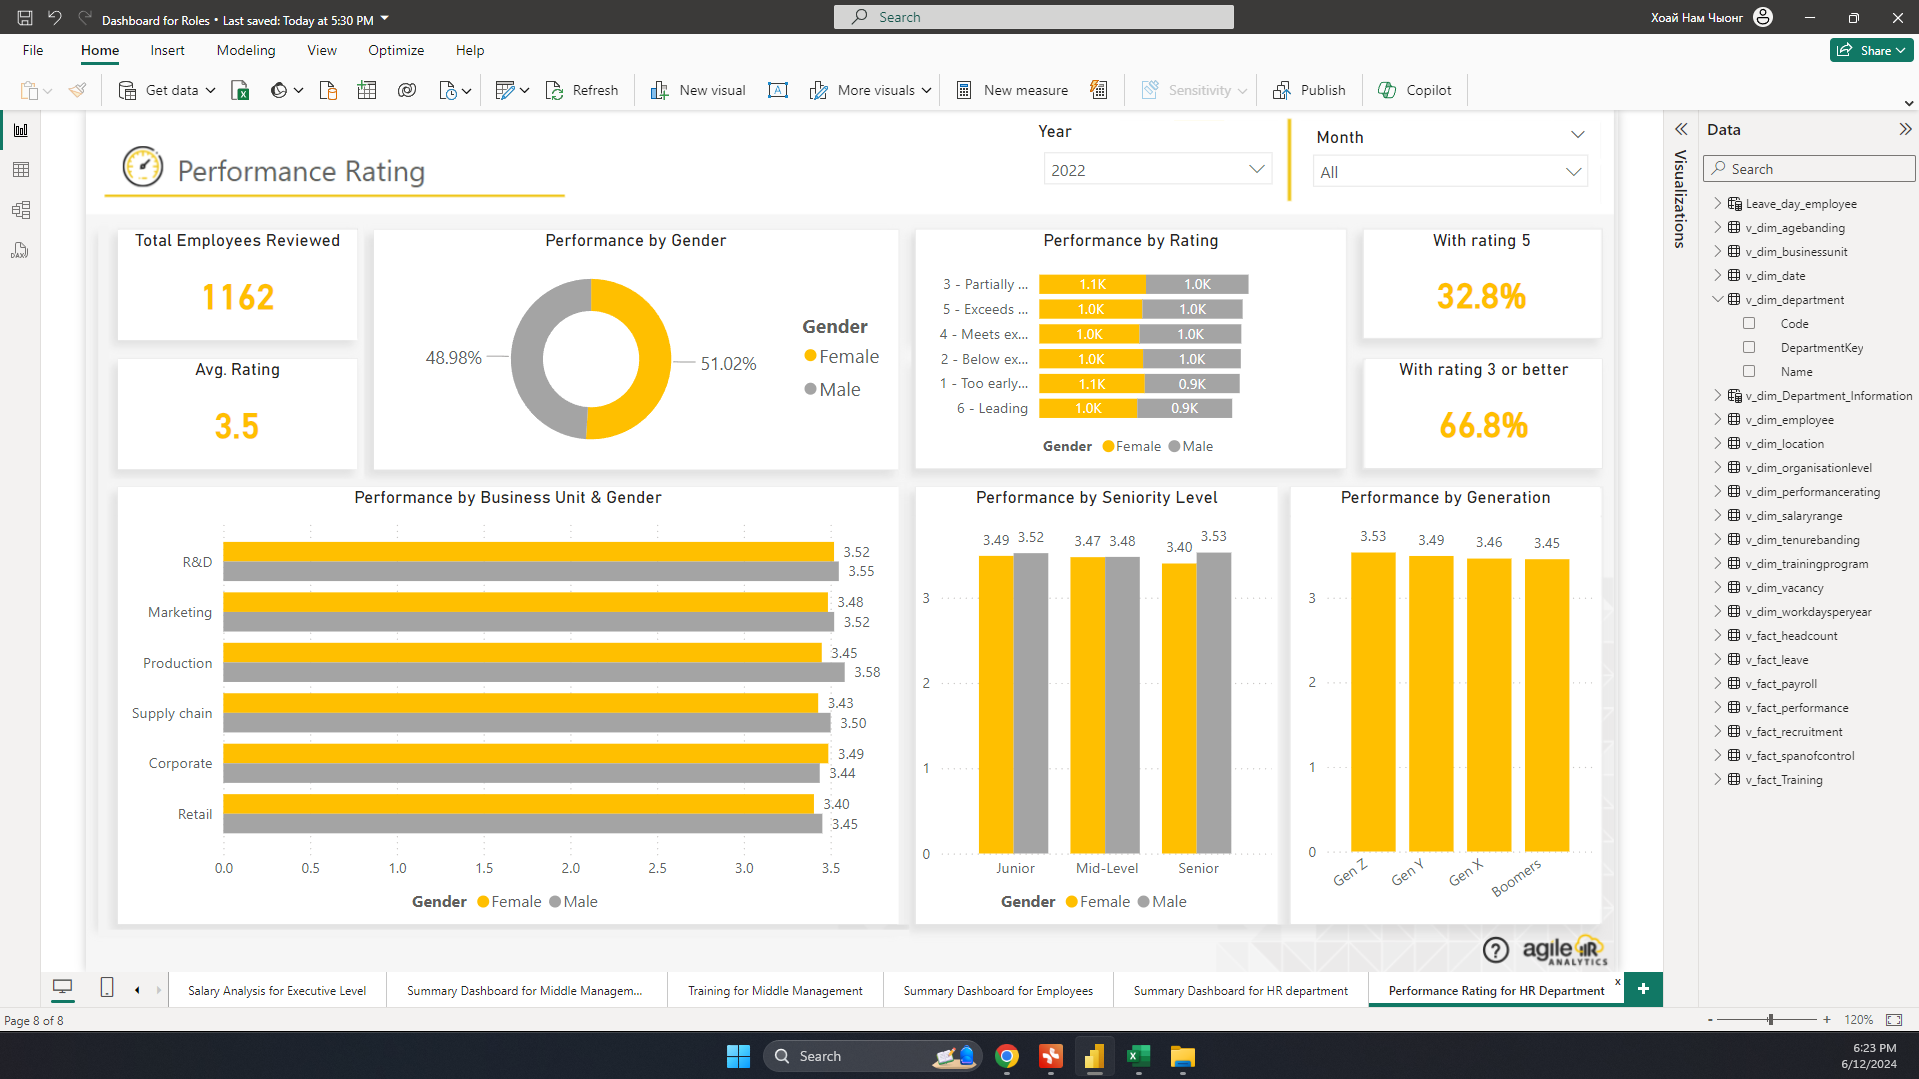 Dashboard for Roles • Last saved: Today at 5:30 PM
Search
Хоай Нам Чыонг
File
Home
Insert
Modeling
View
Optimize
Help
Share
Get data
Refresh
New visual
More visuals
New measure
Sensitivity
Publish
Copilot
Performance Rating
Year
2022
Month
All
Total Employees Reviewed
1162
Avg. Rating
3.5
Performance by Gender
48.98%
51.02%
Gender
Female
Male
Performance by Rating
3 - Partially ... 1.1K 1.0K
5 - Exceeds ... 1.0K 1.0K
4 - Meets ex... 1.0K 1.0K
2 - Below ex... 1.0K 1.0K
1 - Too early... 1.1K 0.9K
6 - Leading 1.0K 0.9K
Gender Female Male
With rating 5
32.8%
With rating 3 or better
66.8%
Performance by Business Unit & Gender
R&D 3.52
3.55
Marketing 3.48
3.52
Production 3.45
3.58
Supply chain 3.43
3.50
Corporate 3.49
3.44
Retail 3.40
3.45
0.0 0.5 1.0 1.5 2.0 2.5 3.0 3.5
Gender Female Male
Performance by Seniority Level
3.49 3.52 3.47 3.48 3.40 3.53
3
2
1
0
Junior Mid-Level Senior
Gender Female Male
Performance by Generation
3.53 3.49 3.46 3.45
3
2
1
0
Gen Z Gen Y Gen X Boomers
?
agile HR
ANALYTICS
Visualizations
Data
Search
Leave_day_employee
v_dim_agebanding
v_dim_businessunit
v_dim_date
v_dim_department
Code
DepartmentKey
Name
v_dim_Department_Information
v_dim_employee
v_dim_location
v_dim_organisationlevel
v_dim_performancerating
v_dim_salaryrange
v_dim_tenurebanding
v_dim_trainingprogram
v_dim_vacancy
v_dim_workdaysperyear
v_fact_headcount
v_fact_leave
v_fact_payroll
v_fact_performance
v_fact_recruitment
v_fact_spanofcontrol
v_fact_Training
Salary Analysis for Executive Level
Summary Dashboard for Middle Managem...
Training for Middle Management
Summary Dashboard for Employees
Summary Dashboard for HR department
Performance Rating for HR Department
x
+
Page 8 of 8
- + 120%
Search
6:23 PM
6/12/2024